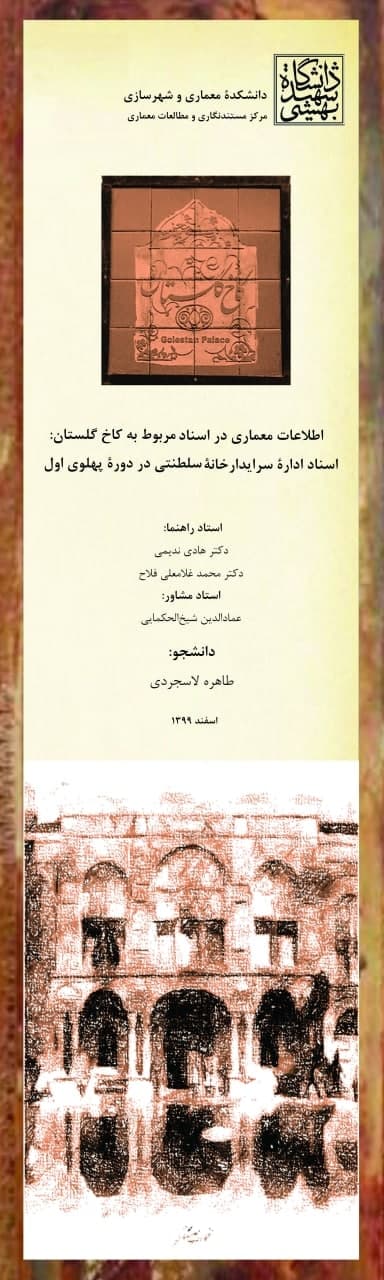 دانشگاه
شهید
بهشتی
دانشکدهٔ معماری و شهرسازی
مرکز مستندنگاری و مطالعات معماری
کاخ گلستان
Golestan Palace
اطلاعات معماری در اسناد مربوط به کاخ گلستان:
اسناد ادارهٔ سرایدارخانهٔ سلطنتی در دورهٔ پهلوی اول
استاد راهنما:
دکتر هادی ندیمی
دکتر محمد غلامعلی فلاح
استاد مشاور:
عمادالدین شیخ‌الحکمایی
دانشجو:
طاهره لاسجردی
اسفند ۱۳۹۹